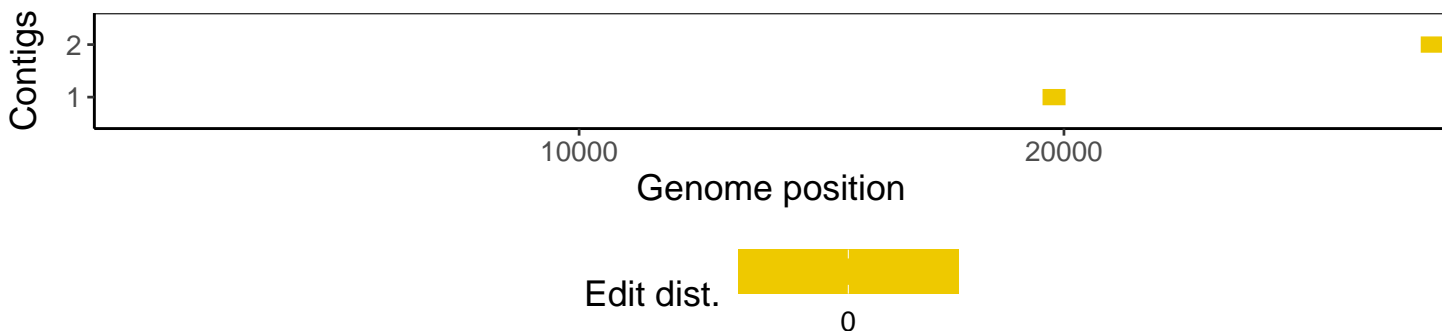 Contigs
2
1
10000 20000
Genome position
Edit dist.
0